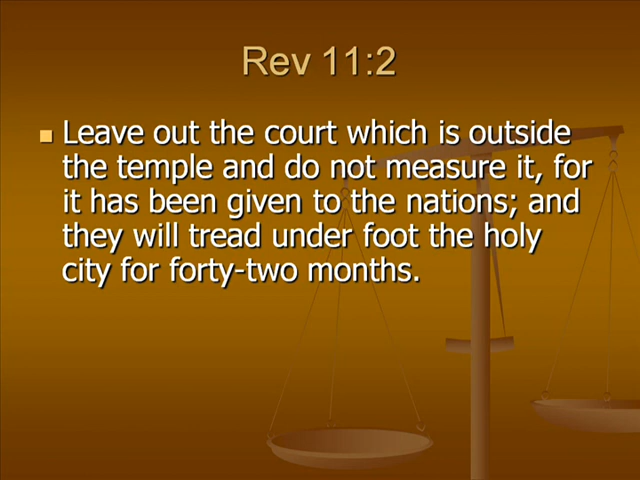 Rev 11:2
Leave out the court which is outside
the temple and do not measure it, for
it has been given to the nations; and
they will tread under foot the holy
city for forty-two months.